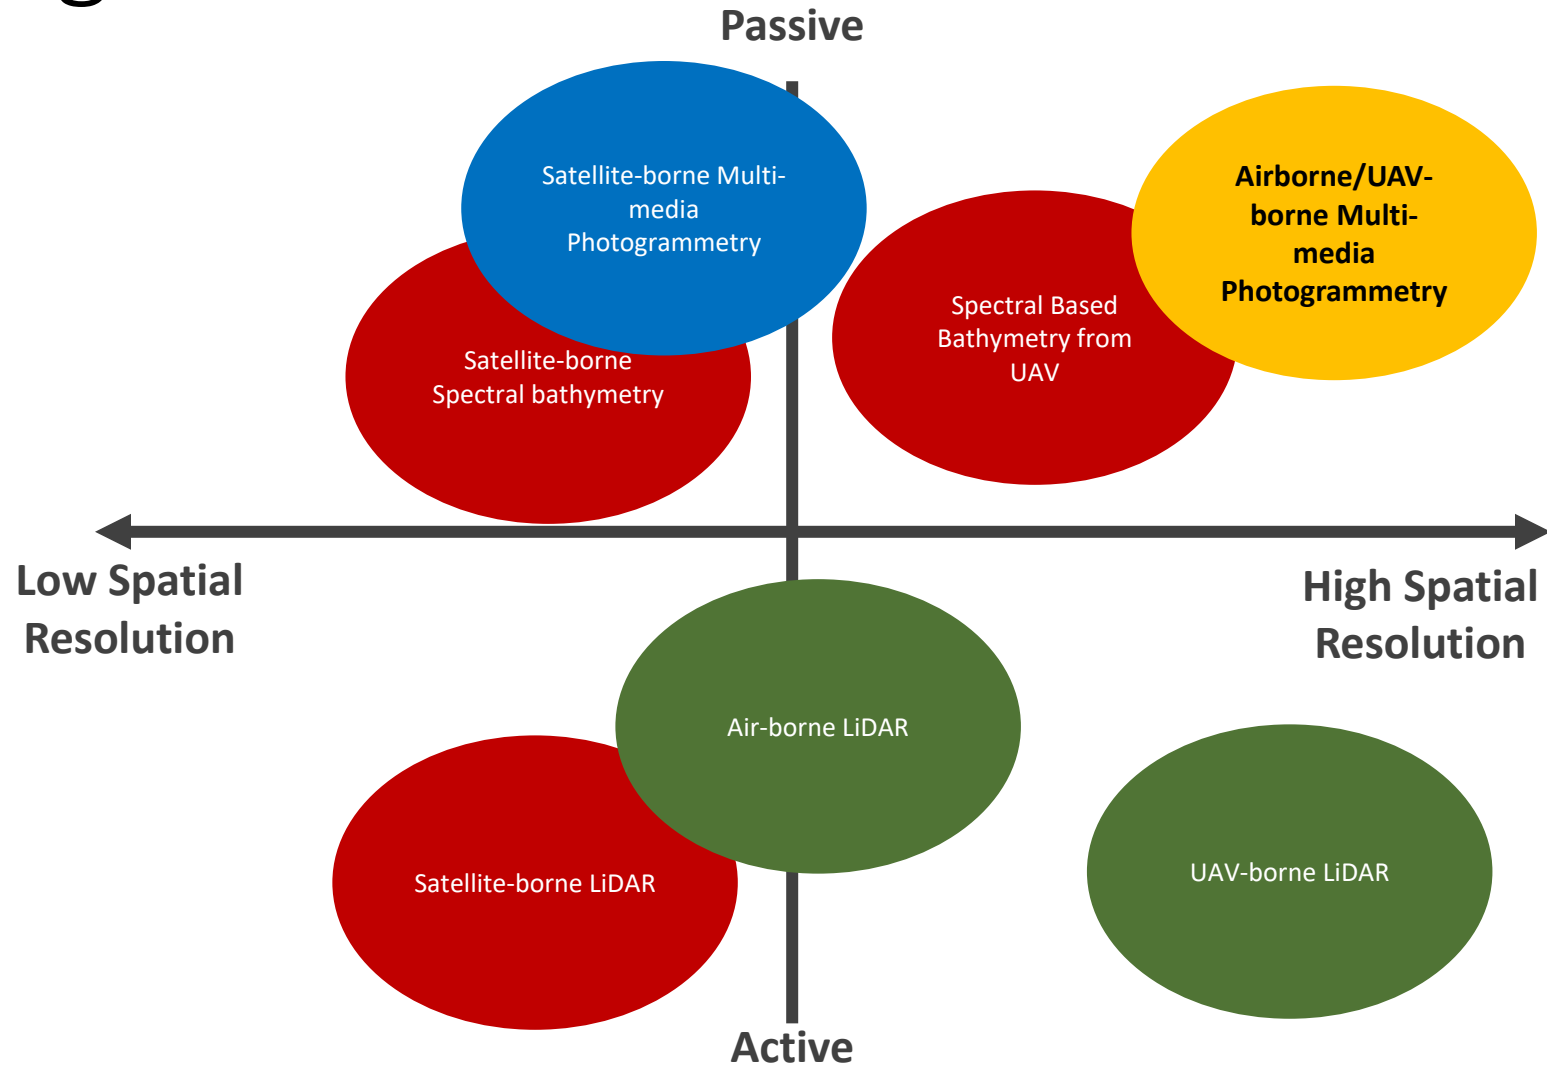 g
Passive
Satellite-borne Multi-
media
Photogrammetry
Airborne/UAV-
borne Multi-
media
Photogrammetry
Spectral Based
Bathymetry from
UAV
Satellite-borne
Spectral bathymetry
Low Spatial
Resolution
High Spatial
Resolution
Air-borne LiDAR
Satellite-borne LiDAR
UAV-borne LiDAR
Active